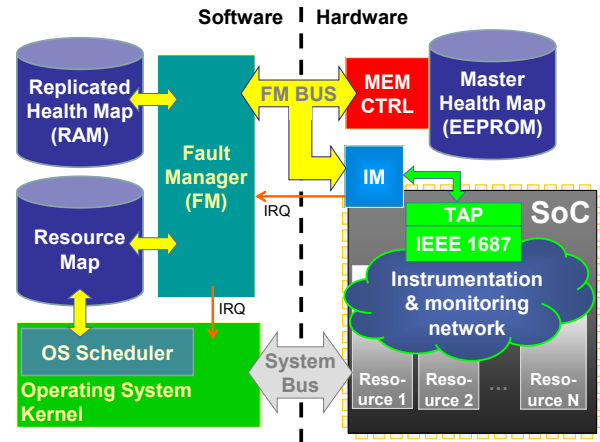 Software
Hardware
Replicated
Health Map
(RAM)
Fault
Manager
(FM)
FM BUS
MEM
CTRL
Master
Health Map
(EEPROM)
IM
IRQ
TAP
SoC
IEEE 1687
Resource
Map
Instrumentation
& monitoring
network
IRQ
OS Scheduler
Operating System
Kernel
System
Bus
Reso-
urce 1
Reso-
urce 2
...
Reso-
urce N